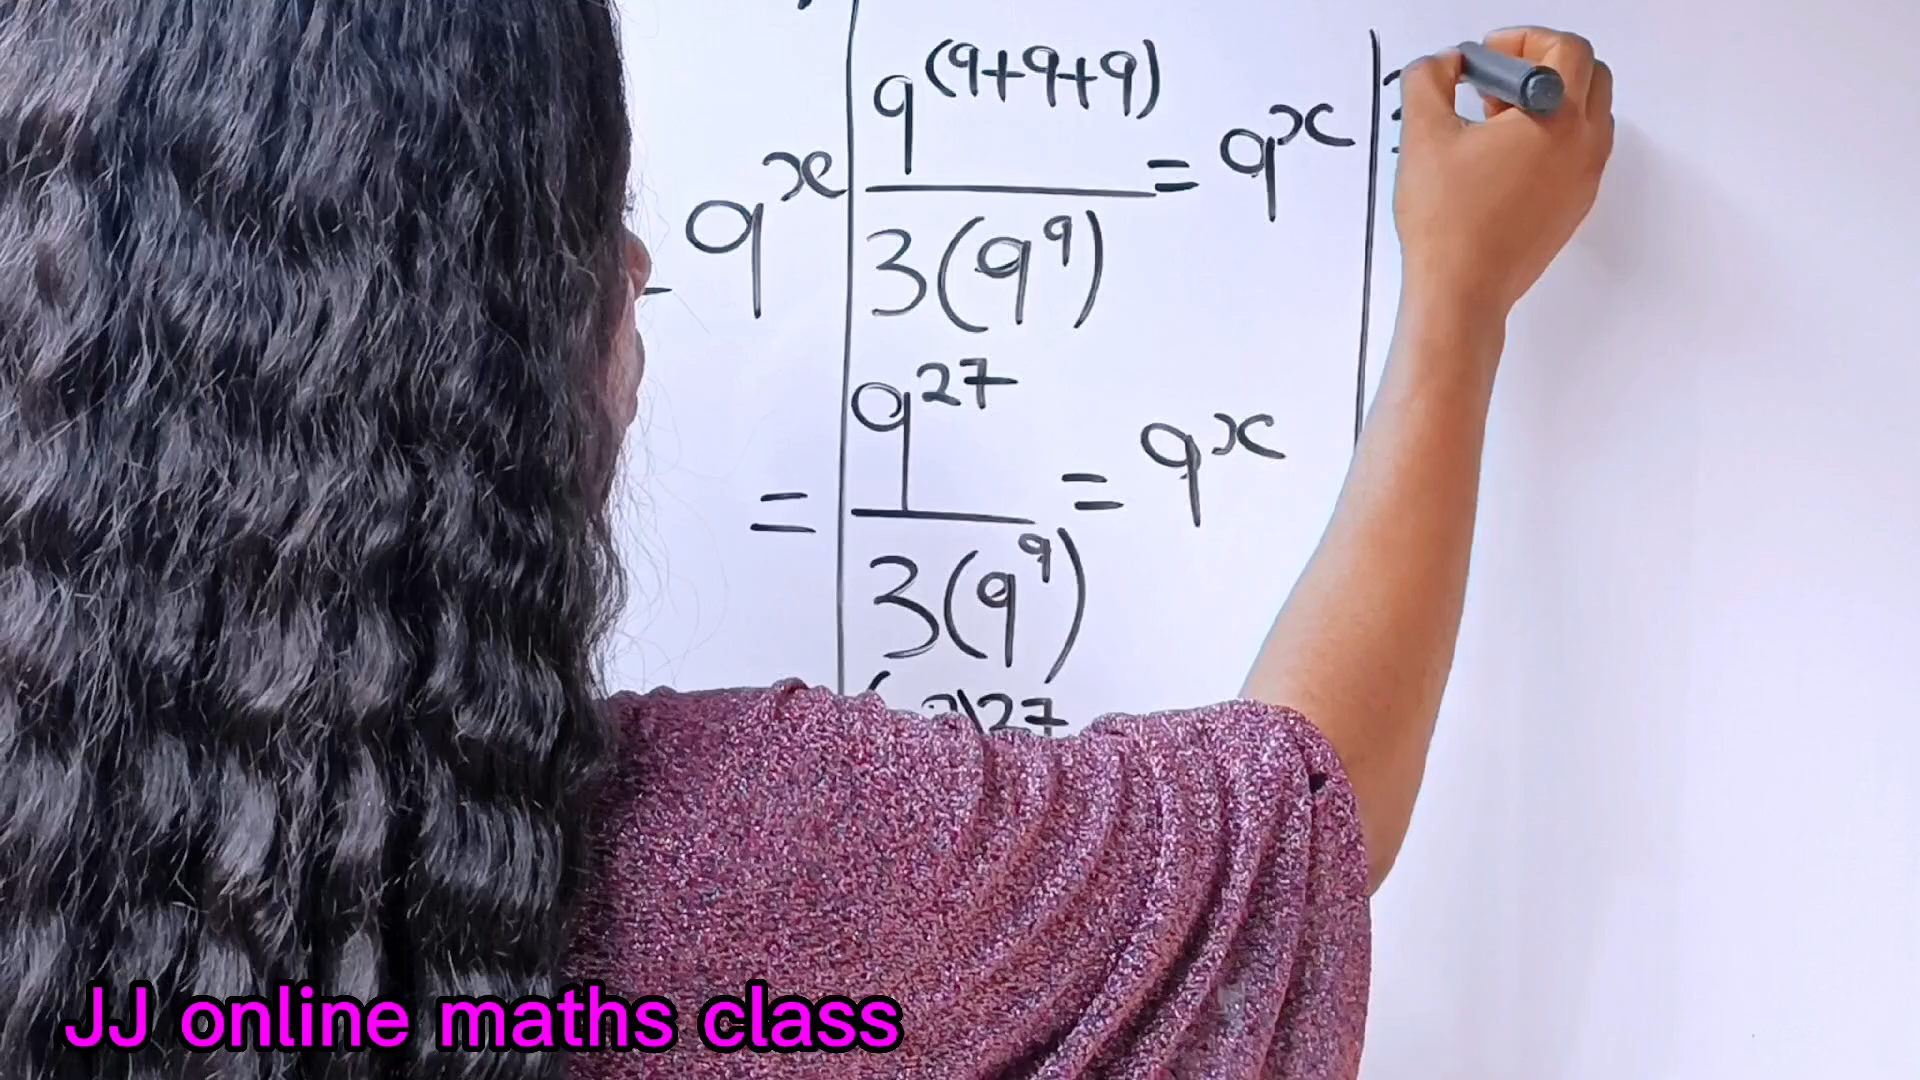 9^x
=
9^(9+9+9) / 3(9^9) = 9^x
9^27 / 3(9^9) = 9^x
)27
JJ online maths class